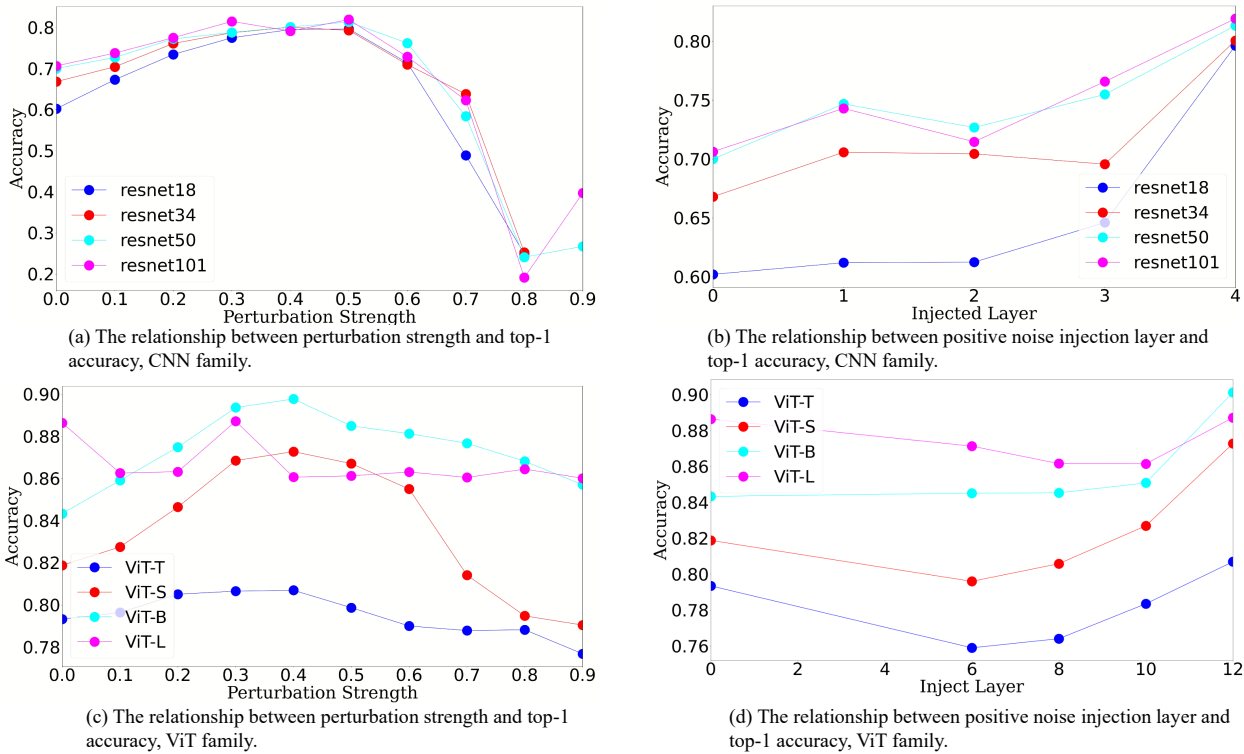 Accuracy
0.8
0.7
0.6
0.5
0.4
0.3
0.2
resnet18
resnet34
resnet50
resnet101
0.0 0.1 0.2 0.3 0.4 0.5 0.6 0.7 0.8 0.9
Perturbation Strength
(a) The relationship between perturbation strength and top-1
accuracy, CNN family.
Accuracy
0.80
0.75
0.70
0.65
0.60
resnet18
resnet34
resnet50
resnet101
0 1 2 3 4
Injected Layer
(b) The relationship between positive noise injection layer and
top-1 accuracy, CNN family.
Accuracy
0.90
0.88
0.86
0.84
0.82
0.80
0.78
ViT-T
ViT-S
ViT-B
ViT-L
0.0 0.1 0.2 0.3 0.4 0.5 0.6 0.7 0.8 0.9
Perturbation Strength
(c) The relationship between perturbation strength and top-1
accuracy, ViT family.
Accuracy
0.90
0.88
0.86
0.84
0.82
0.80
0.78
0.76
ViT-T
ViT-S
ViT-B
ViT-L
0 2 4 6 8 10 12
Inject Layer
(d) The relationship between positive noise injection layer and
top-1 accuracy, ViT family.